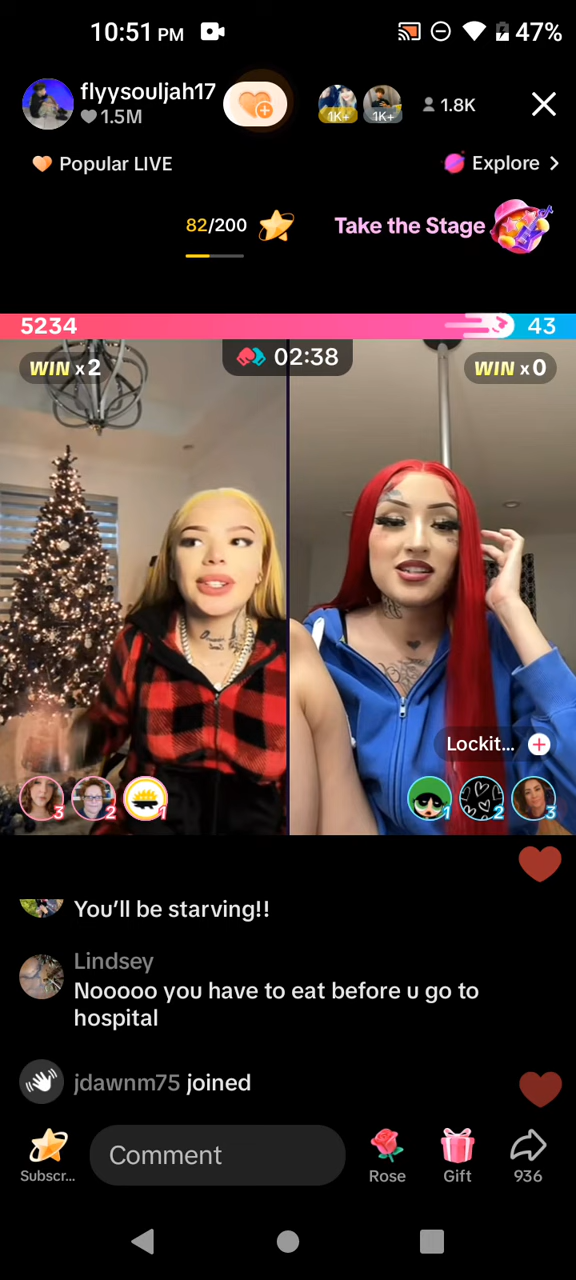 10:51 PM
47%
flyysouljah17
1.5M
1K+
1K+
1.8K
Popular LIVE
Explore >
82/200
Take the Stage
5234
43
WIN x2
02:38
WIN x0
Lockit...
3
2
1
1
2
3
You'll be starving!!
Lindsey
Nooooo you have to eat before u go to
hospital
jdawnm75 joined
Subscr...
Comment
Rose
Gift
936